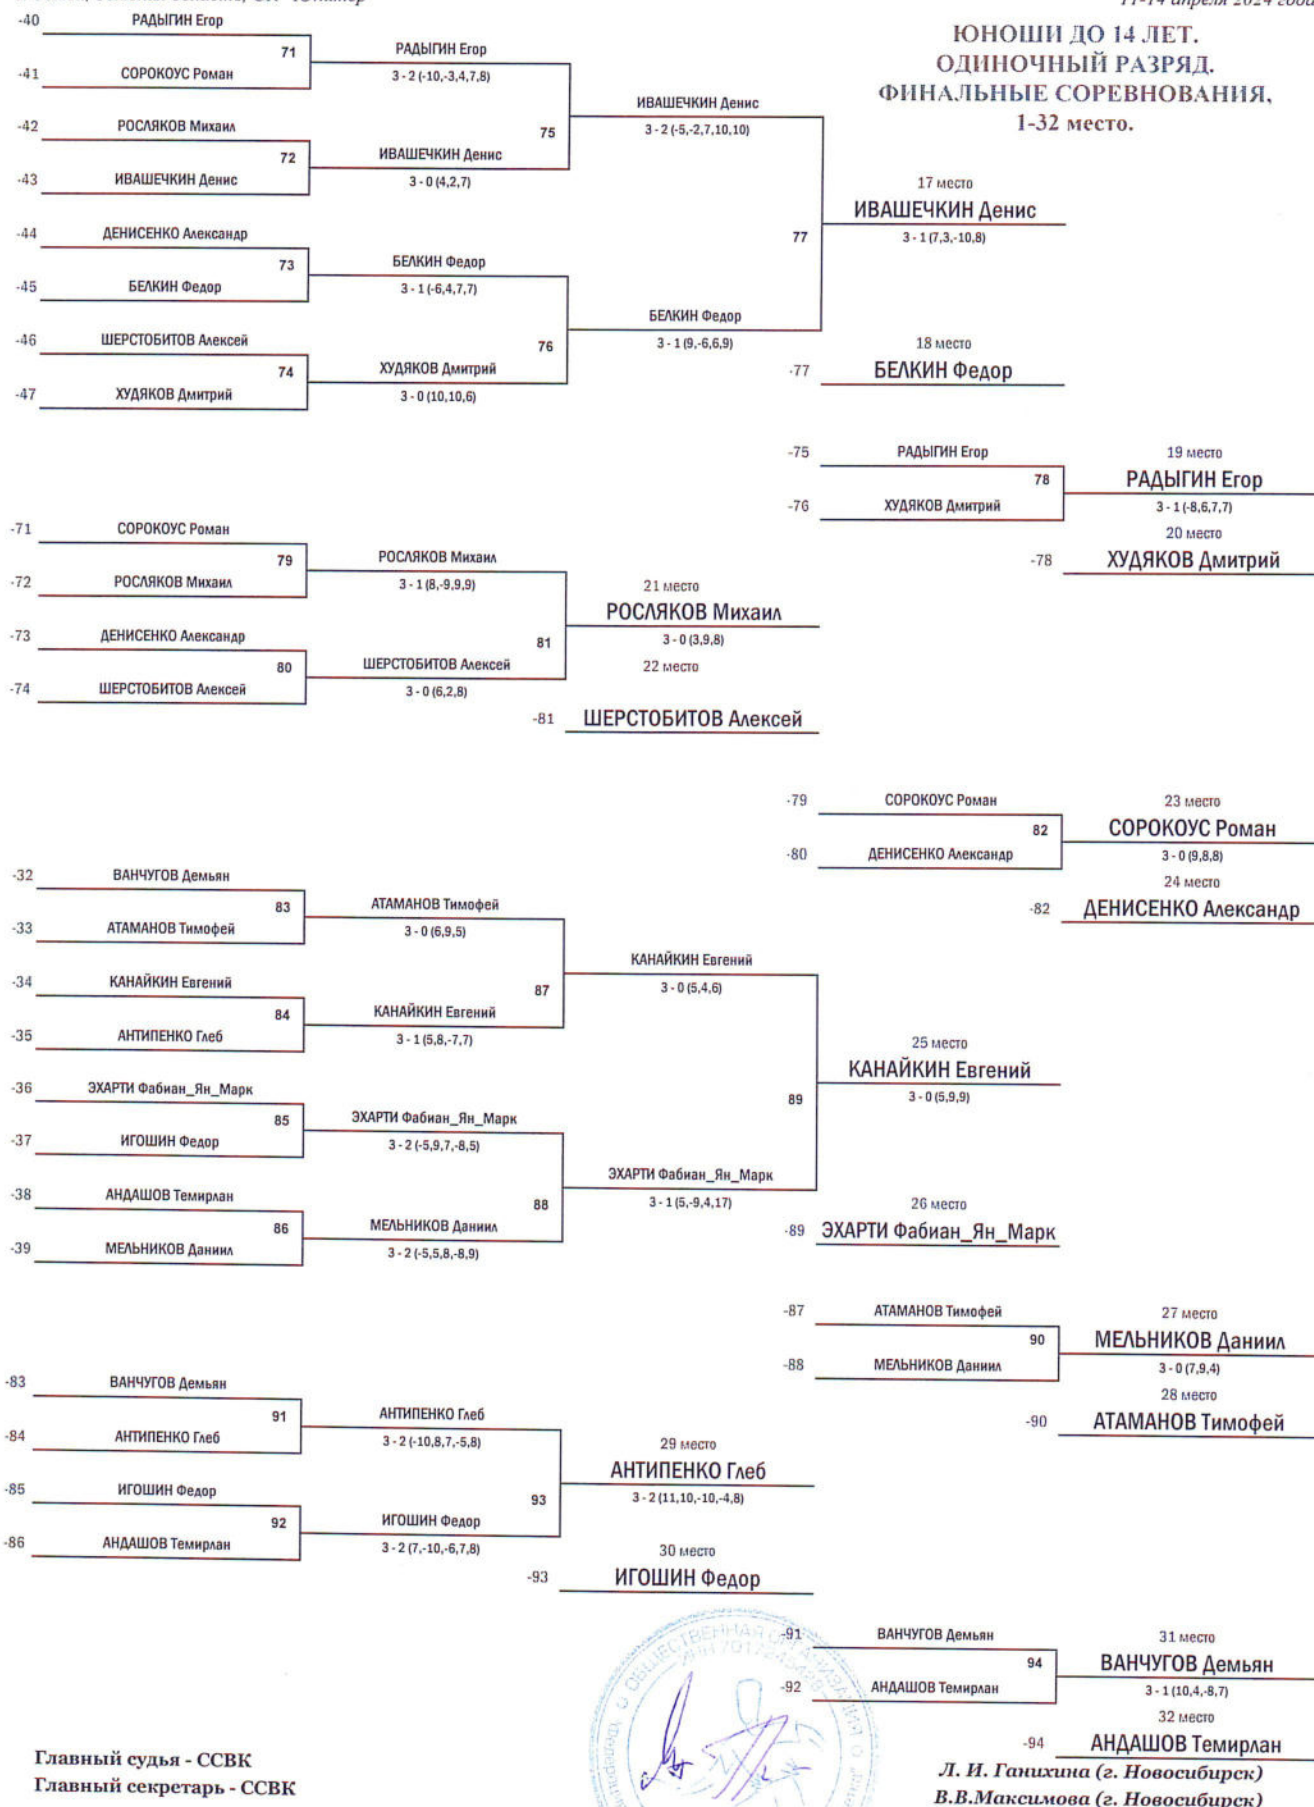 11-14 апреля 2024 года
ЮНОШИ ДО 14 ЛЕТ.
ОДИНОЧНЫЙ РАЗРЯД.
ФИНАЛЬНЫЕ СОРЕВНОВАНИЯ,
1-32 место.
-40 РАДЫГИН Егор
71
РАДЫГИН Егор
-41 СОРОКОУС Роман
3 - 2 (-10,-3,4,7,8)
ИВАШЕЧКИН Денис
-42 РОСЛЯКОВ Михаил
75
3 - 2 (-5,-2,7,10,10)
72
ИВАШЕЧКИН Денис
-43 ИВАШЕЧКИН Денис
3 - 0 (4,2,7)
17 место
ИВАШЕЧКИН Денис
-44 ДЕНИСЕНКО Александр
77
3 - 1 (7,3,-10,8)
73
БЕЛКИН Федор
-45 БЕЛКИН Федор
3 - 1 (-6,4,7,7)
БЕЛКИН Федор
-46 ШЕРСТОБИТОВ Алексей
76
3 - 1 (9,-6,6,9)
18 место
74
ХУДЯКОВ Дмитрий
-77 БЕЛКИН Федор
-47 ХУДЯКОВ Дмитрий
3 - 0 (10,10,6)
-75 РАДЫГИН Егор
19 место
78
РАДЫГИН Егор
-76 ХУДЯКОВ Дмитрий
3 - 1 (-8,6,7,7)
20 место
-78 ХУДЯКОВ Дмитрий
-71 СОРОКОУС Роман
79
РОСЛЯКОВ Михаил
-72 РОСЛЯКОВ Михаил
3 - 1 (8,-9,9,9)
21 место
РОСЛЯКОВ Михаил
-73 ДЕНИСЕНКО Александр
81
3 - 0 (3,9,8)
80
ШЕРСТОБИТОВ Алексей
22 место
-74 ШЕРСТОБИТОВ Алексей
3 - 0 (6,2,8)
-81 ШЕРСТОБИТОВ Алексей
-79 СОРОКОУС Роман
23 место
82
СОРОКОУС Роман
-80 ДЕНИСЕНКО Александр
3 - 0 (9,8,8)
24 место
-82 ДЕНИСЕНКО Александр
-32 ВАНЧУГОВ Демьян
83
АТАМАНОВ Тимофей
-33 АТАМАНОВ Тимофей
3 - 0 (6,9,5)
КАНАЙКИН Евгений
-34 КАНАЙКИН Евгений
87
3 - 0 (5,4,6)
84
КАНАЙКИН Евгений
-35 АНТИПЕНКО Глеб
3 - 1 (5,8,-7,7)
25 место
КАНАЙКИН Евгений
-36 ЭХАРТИ Фабиан_Ян_Марк
89
3 - 0 (5,9,9)
85
ЭХАРТИ Фабиан_Ян_Марк
-37 ИГОШИН Федор
3 - 2 (-5,9,7,-8,5)
ЭХАРТИ Фабиан_Ян_Марк
-38 АНДАШОВ Темирлан
88
3 - 1 (5,-9,4,17)
26 место
86
МЕЛЬНИКОВ Даниил
-89 ЭХАРТИ Фабиан_Ян_Марк
-39 МЕЛЬНИКОВ Даниил
3 - 2 (-5,5,8,-8,9)
-87 АТАМАНОВ Тимофей
27 место
90
МЕЛЬНИКОВ Даниил
-88 МЕЛЬНИКОВ Даниил
3 - 0 (7,9,4)
28 место
-90 АТАМАНОВ Тимофей
-83 ВАНЧУГОВ Демьян
91
АНТИПЕНКО Глеб
-84 АНТИПЕНКО Глеб
3 - 2 (-10,8,7,-5,8)
29 место
АНТИПЕНКО Глеб
-85 ИГОШИН Федор
93
3 - 2 (11,10,-10,-4,8)
92
ИГОШИН Федор
-86 АНДАШОВ Темирлан
3 - 2 (7,-10,-6,7,8)
30 место
-93 ИГОШИН Федор
-91 ВАНЧУГОВ Демьян
31 место
94
ВАНЧУГОВ Демьян
-92 АНДАШОВ Темирлан
3 - 1 (10,4,-8,7)
32 место
-94 АНДАШОВ Темирлан
Главный судья - ССВК
Л. И. Ганихина (г. Новосибирск)
Главный секретарь - ССВК
В.В.Максимова (г. Новосибирск)